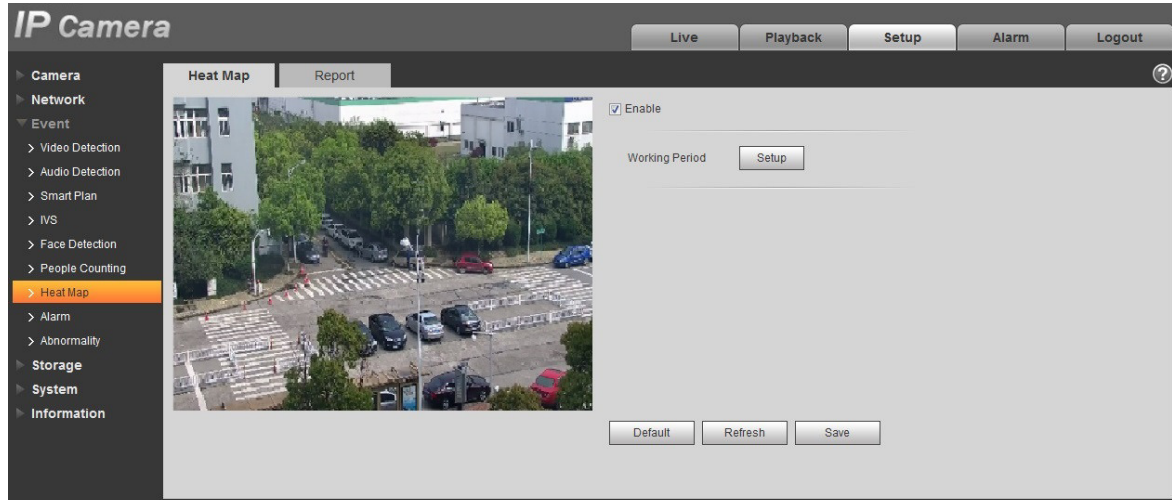 IP Camera
Live
Playback
Setup
Alarm
Logout
Camera
Network
Event
Video Detection
Audio Detection
Smart Plan
IVS
Face Detection
People Counting
Heat Map
Alarm
Abnormality
Storage
System
Information
Heat Map
Report
?
Enable
Working Period
Setup
Default
Refresh
Save